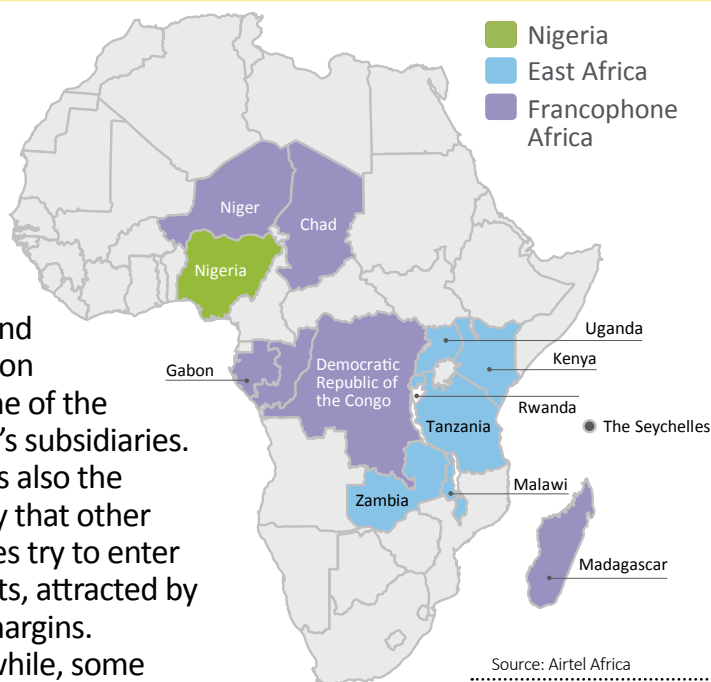 Nigeria
East Africa
Francophone
Africa
Niger
Chad
Nigeria
Uganda
Kenya
Gabon
Democratic
Republic of
the Congo
Rwanda
Tanzania
The Seychelles
Malawi
Zambia
Madagascar
nd
on
ne of the
's subsidiaries.
s also the
y that other
es try to enter
ts, attracted by
margins.
while, some
Source: Airtel Africa